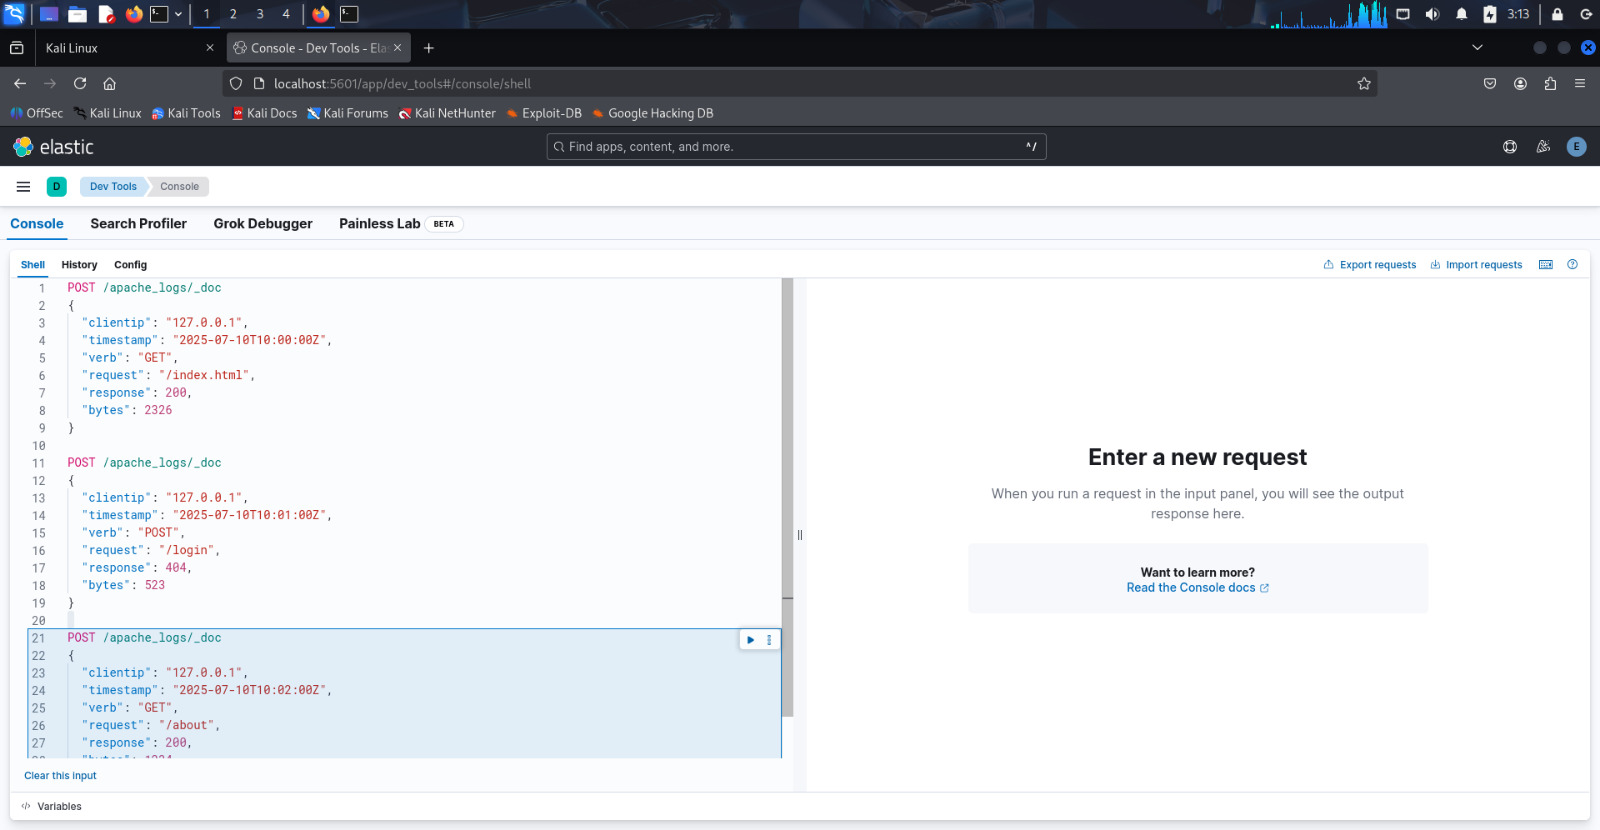 1 2 3 4 3:13
Kali Linux Console - Dev Tools - Ela
localhost:5601/app/dev_tools#/console/shell
OffSec Kali Linux Kali Tools Kali Docs Kali Forums Kali NetHunter Exploit-DB Google Hacking DB
elastic Find apps, content, and more. ^/ E
D Dev Tools Console
Console Search Profiler Grok Debugger Painless Lab BETA
Shell History Config Export requests Import requests
1 POST /apache_logs/_doc
2 {
3 "clientip": "127.0.0.1",
4 "timestamp": "2025-07-10T10:00:00Z",
5 "verb": "GET",
6 "request": "/index.html",
7 "response": 200,
8 "bytes": 2326
9 }
10
11 POST /apache_logs/_doc
12 {
13 "clientip": "127.0.0.1",
14 "timestamp": "2025-07-10T10:01:00Z",
15 "verb": "POST",
16 "request": "/login",
17 "response": 404,
18 "bytes": 523
19 }
20
21 POST /apache_logs/_doc
22 {
23 "clientip": "127.0.0.1",
24 "timestamp": "2025-07-10T10:02:00Z",
25 "verb": "GET",
26 "request": "/about",
27 "response": 200,
Clear this input
Variables
Enter a new request
When you run a request in the input panel, you will see the output
response here.
Want to learn more?
Read the Console docs